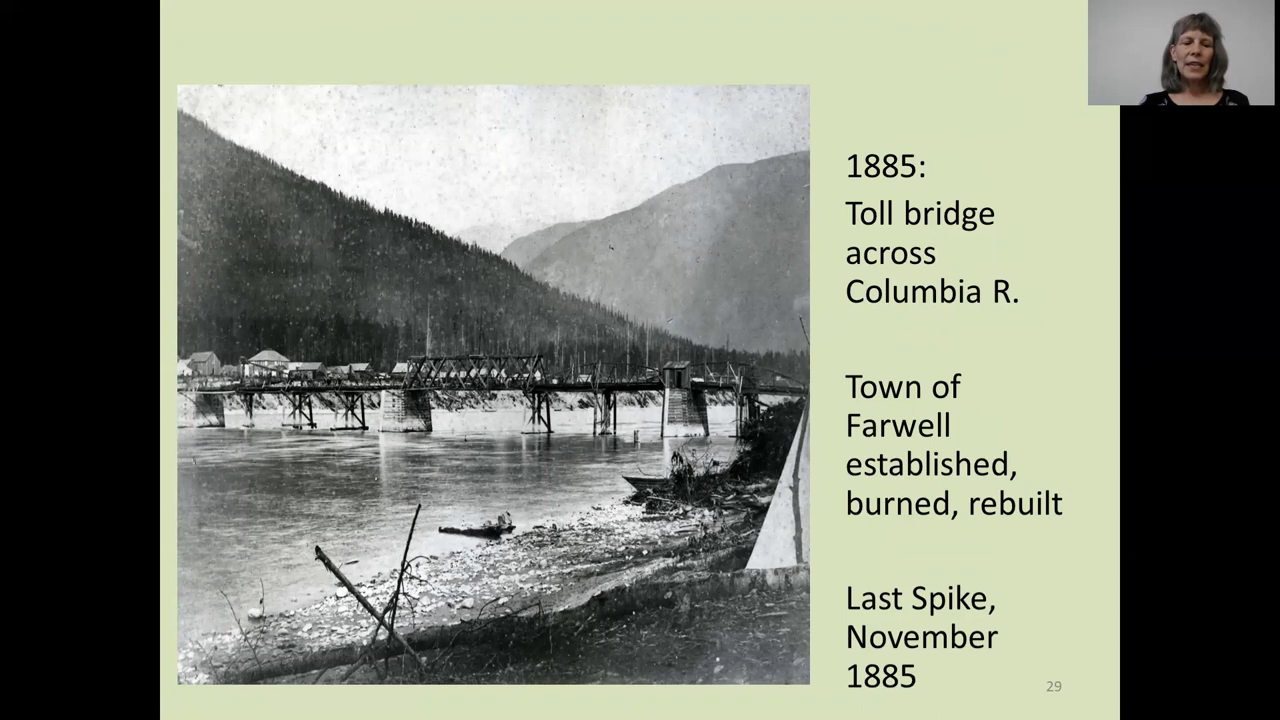 1885:
Toll bridge
across
Columbia R.
Town of
Farwell
established,
burned, rebuilt
Last Spike,
November
1885
29